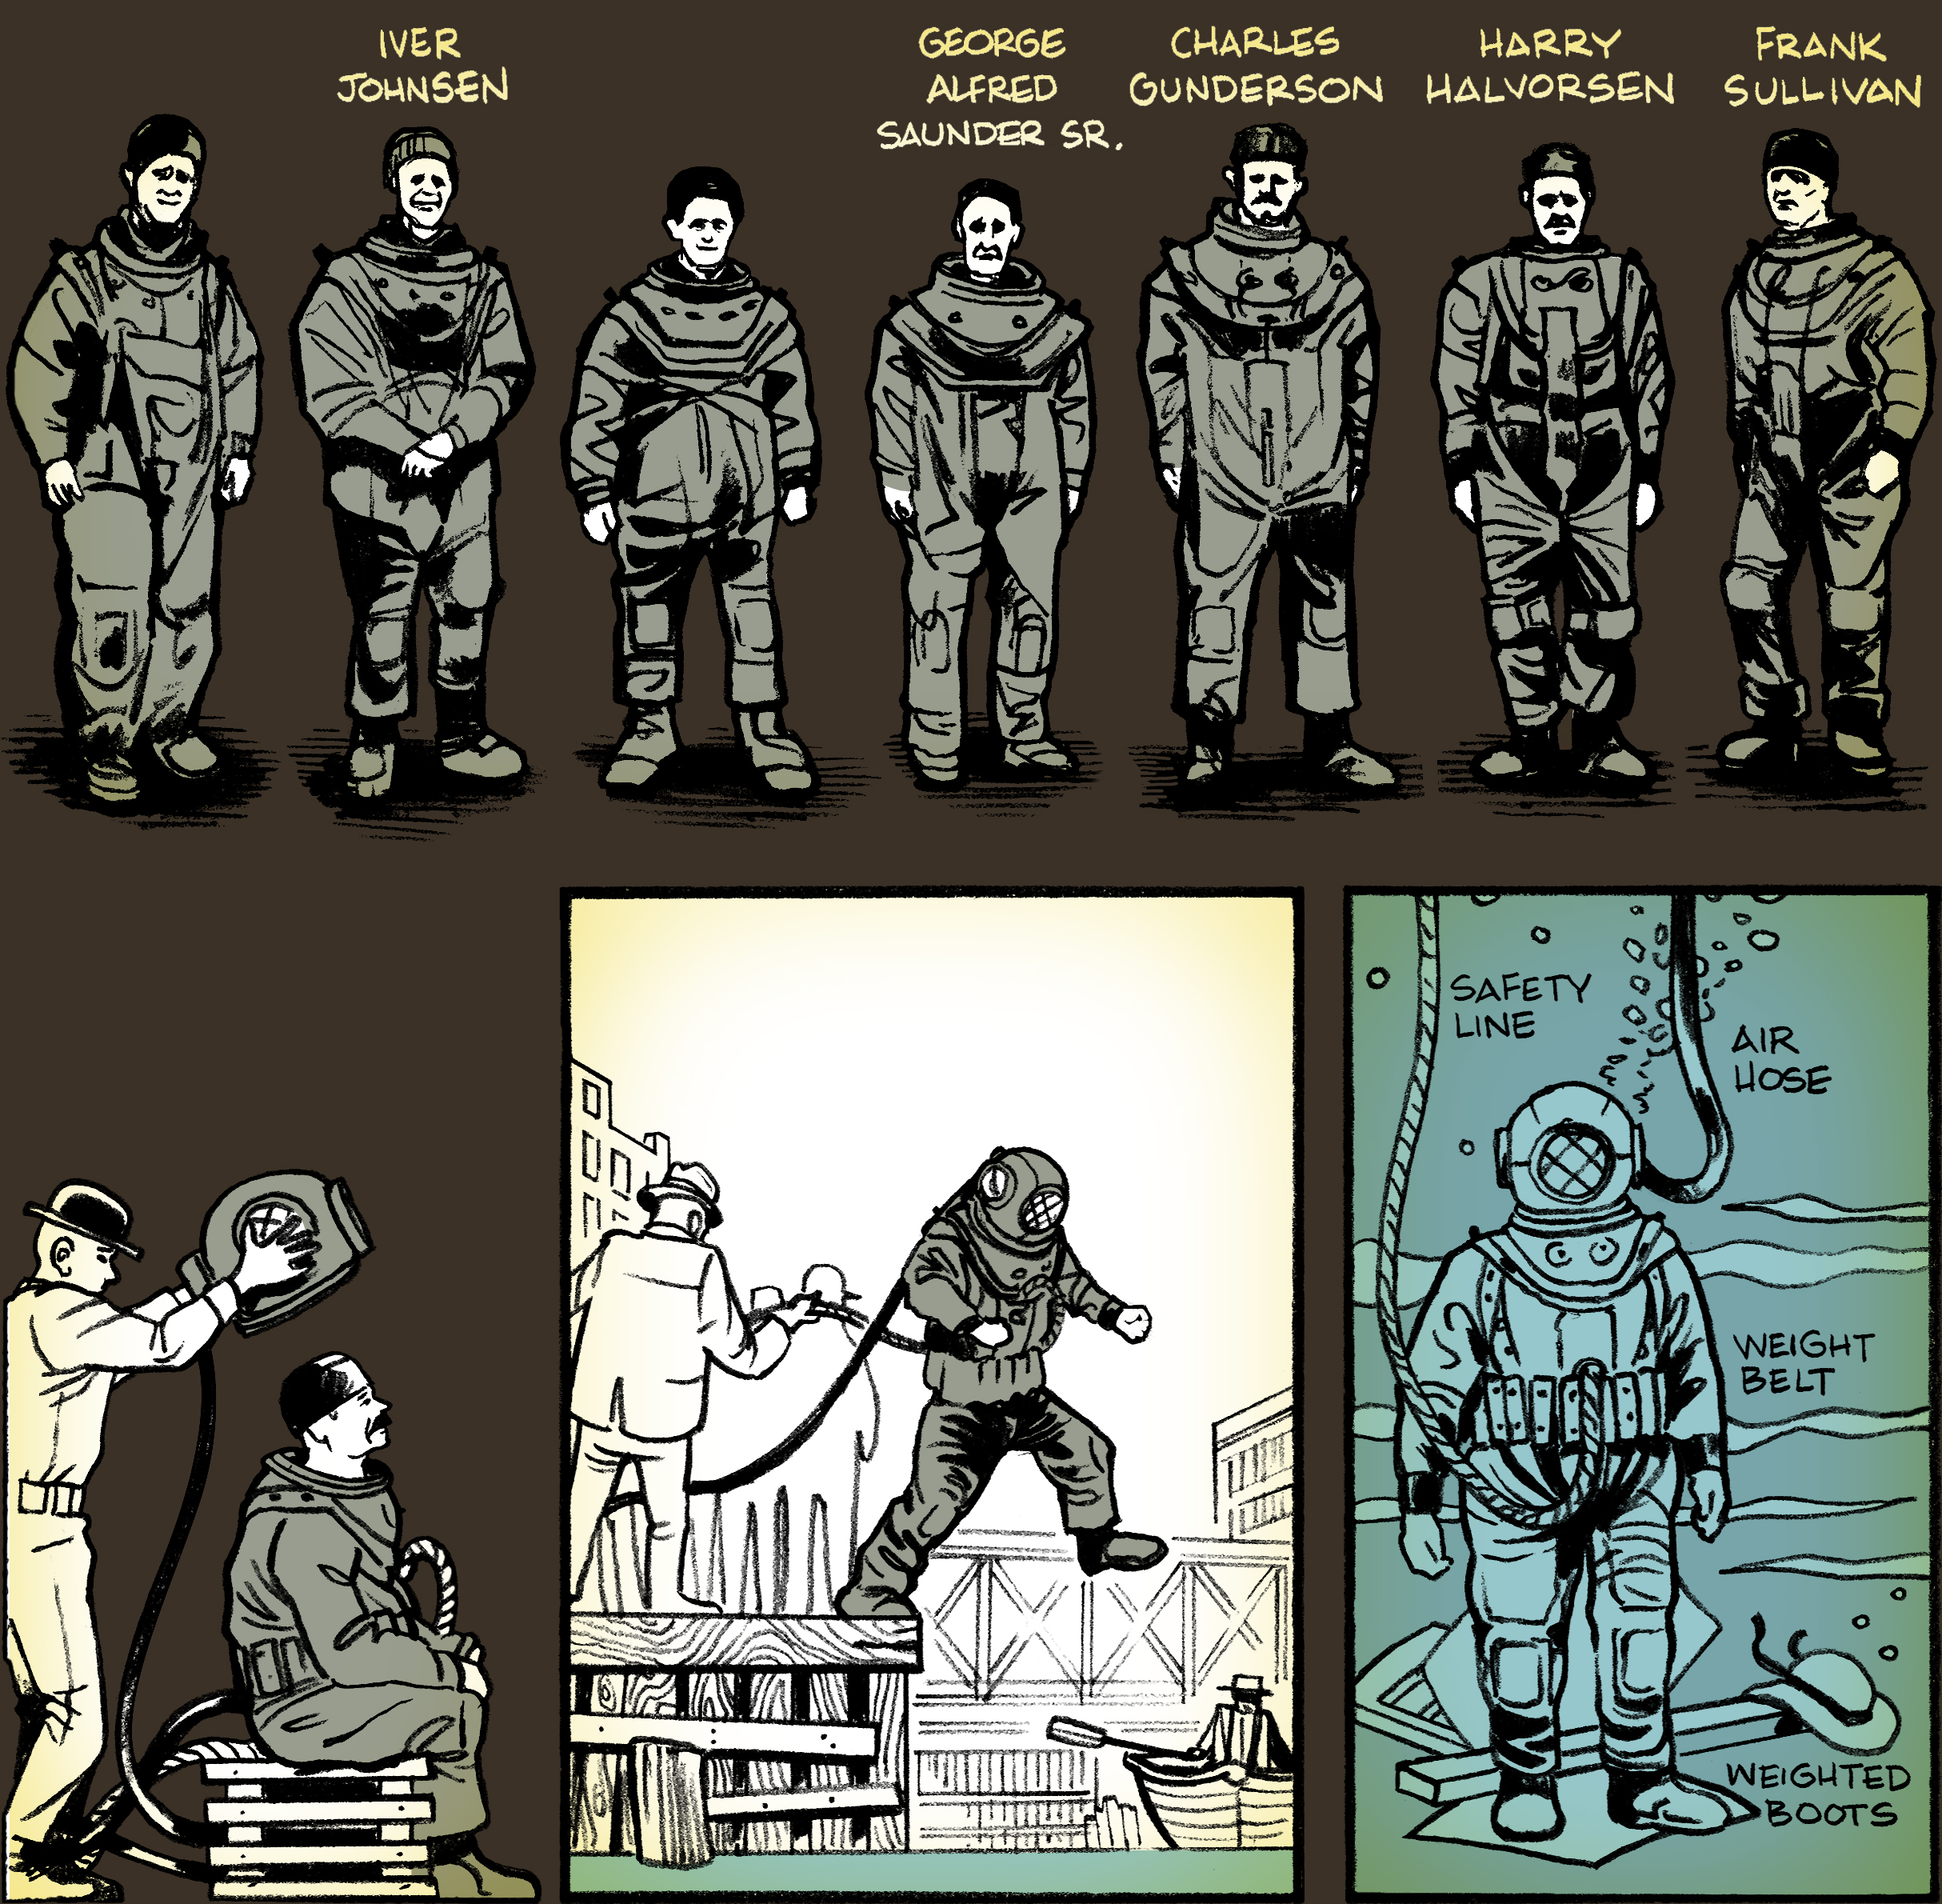 IVER
JOHNSEN
GEORGE
ALFRED
SAUNDER SR.
CHARLES
GUNDERSON
HARRY
HALVORSEN
FRANK
SULLIVAN
SAFETY
LINE
AIR
HOSE
WEIGHT
BELT
WEIGHTED
BOOTS